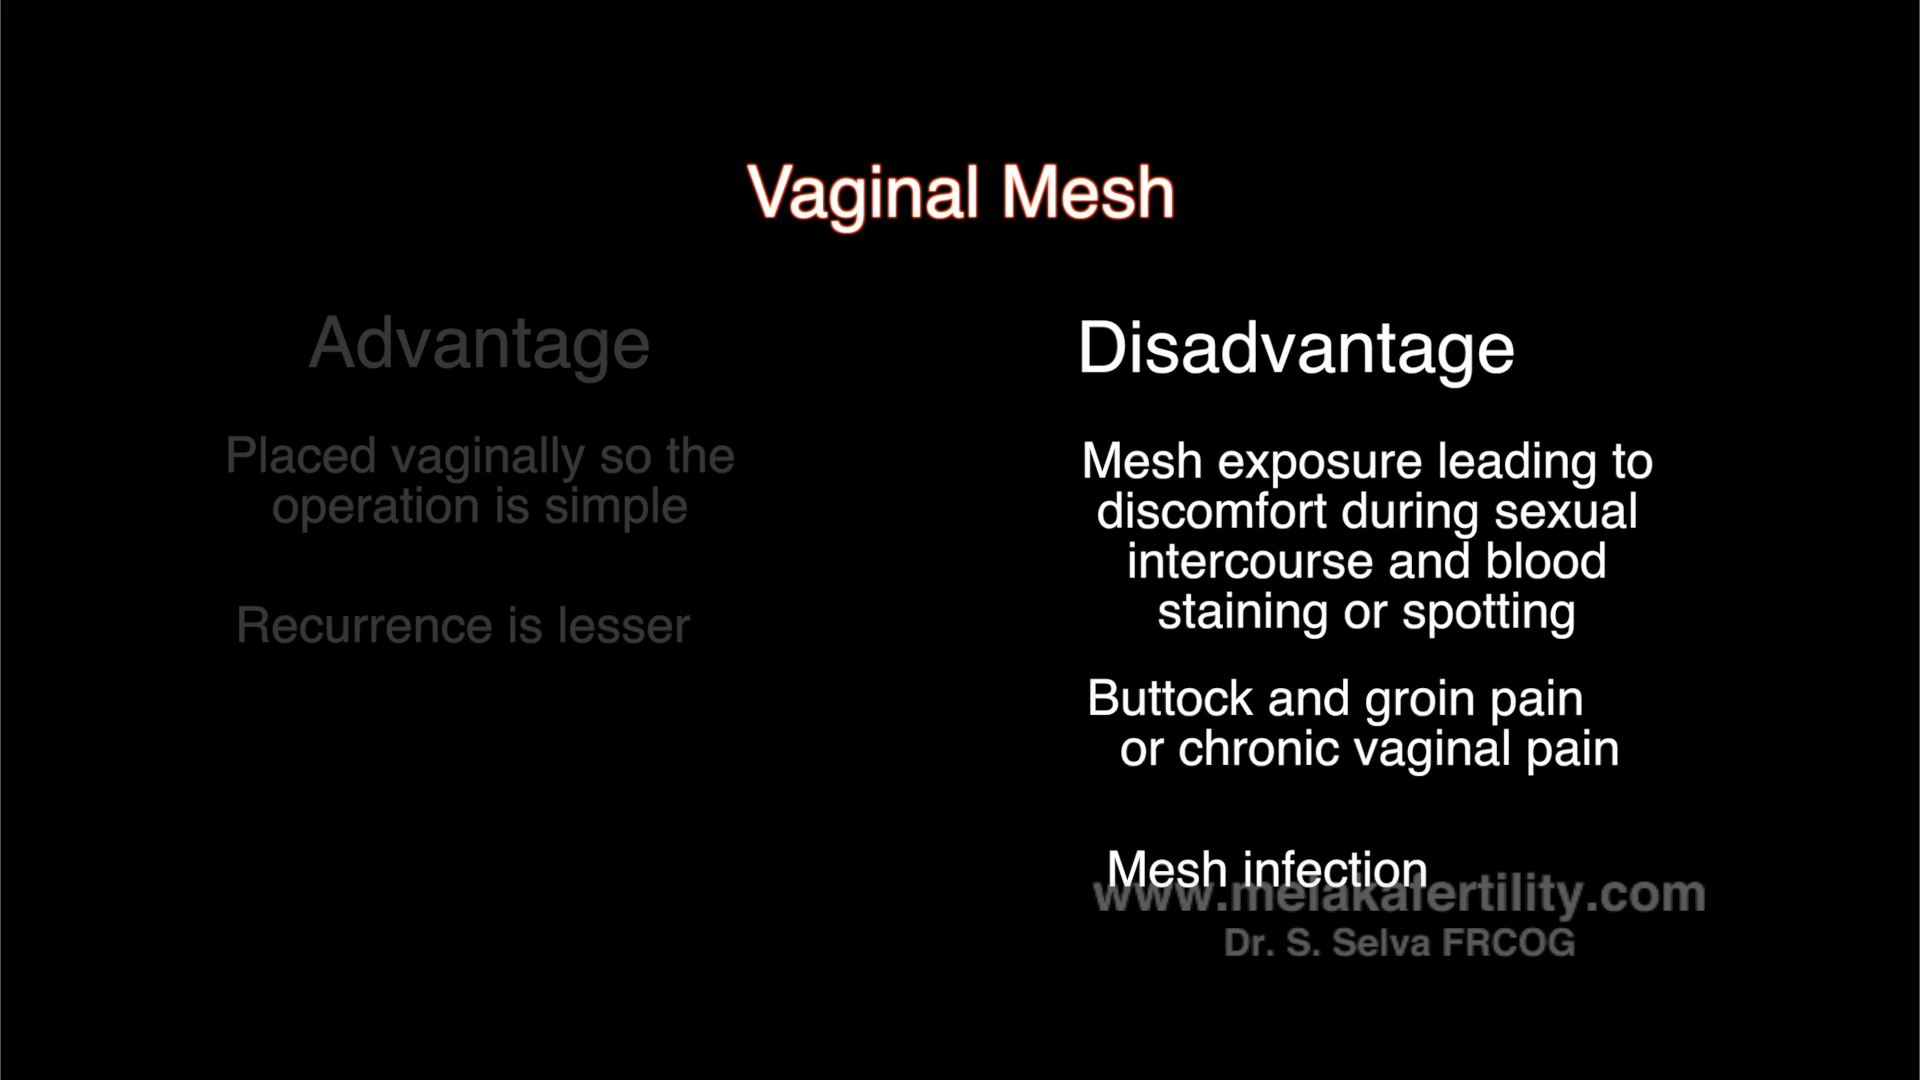 Vaginal Mesh
Advantage
Placed vaginally so the
operation is simple
Recurrence is lesser
Disadvantage
Mesh exposure leading to
discomfort during sexual
intercourse and blood
staining or spotting
Buttock and groin pain
or chronic vaginal pain
Mesh infection
www.melakafertility.com
Dr. S. Selva FRCOG